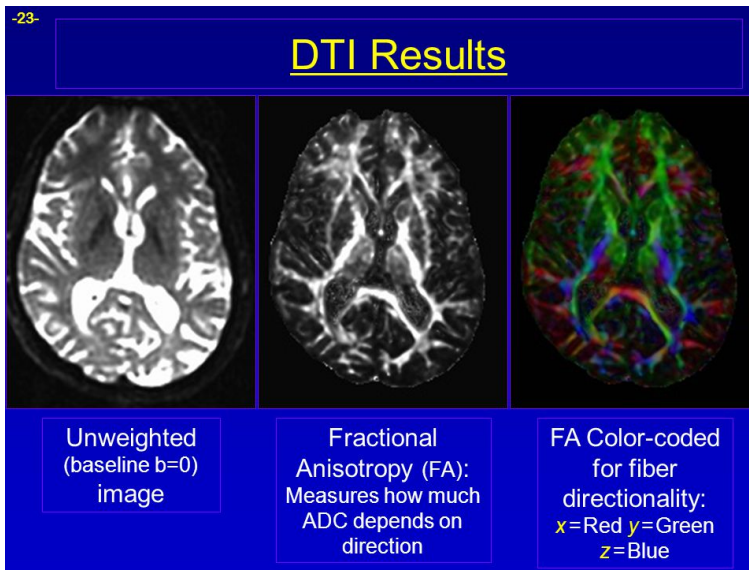 -23-
DTI Results
Unweighted
(baseline b=0)
image
Fractional
Anisotropy (FA):
Measures how much
ADC depends on
direction
FA Color-coded
for fiber
directionality:
x=Red y=Green
z=Blue